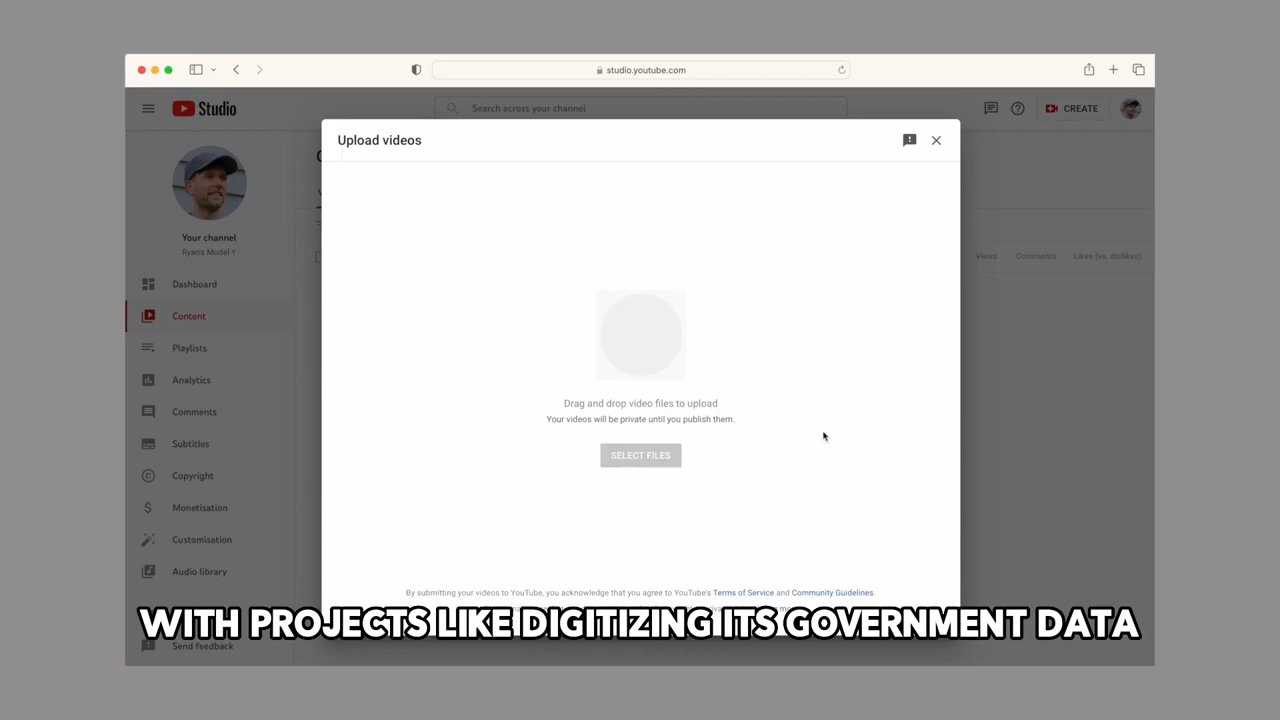 studio.youtube.com
Studio
Search across your channel
CREATE
Upload videos
Your channel
Ryan's Model Y
Dashboard
Content
Playlists
Analytics
Comments
Subtitles
Copyright
Monetisation
Customisation
Audio library
Send feedback
Views
Comments
Likes (vs. dislikes)
Drag and drop video files to upload
Your videos will be private until you publish them.
SELECT FILES
By submitting your videos to YouTube, you acknowledge that you agree to YouTube's Terms of Service and Community Guidelines.
WITH PROJECTS LIKE DIGITIZING ITS GOVERNMENT DATA